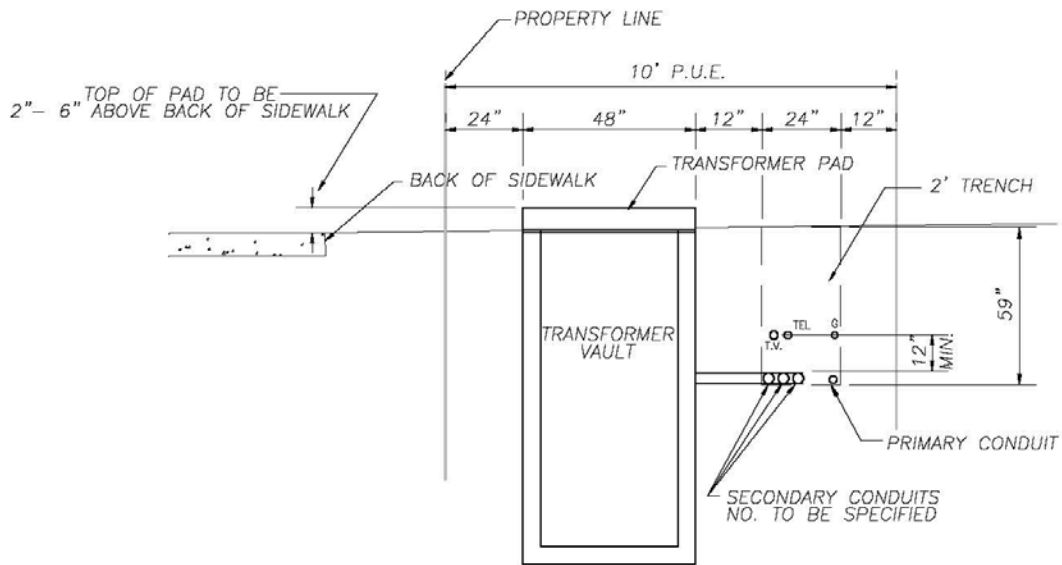 PROPERTY LINE
10' P.U.E.
TOP OF PAD TO BE
2"- 6" ABOVE BACK OF SIDEWALK
24"
48"
12"
24"
12"
TRANSFORMER PAD
BACK OF SIDEWALK
2' TRENCH
59"
TRANSFORMER
VAULT
TEL
G
T.V.
12"
MIN.
PRIMARY CONDUIT
SECONDARY CONDUITS
NO. TO BE SPECIFIED